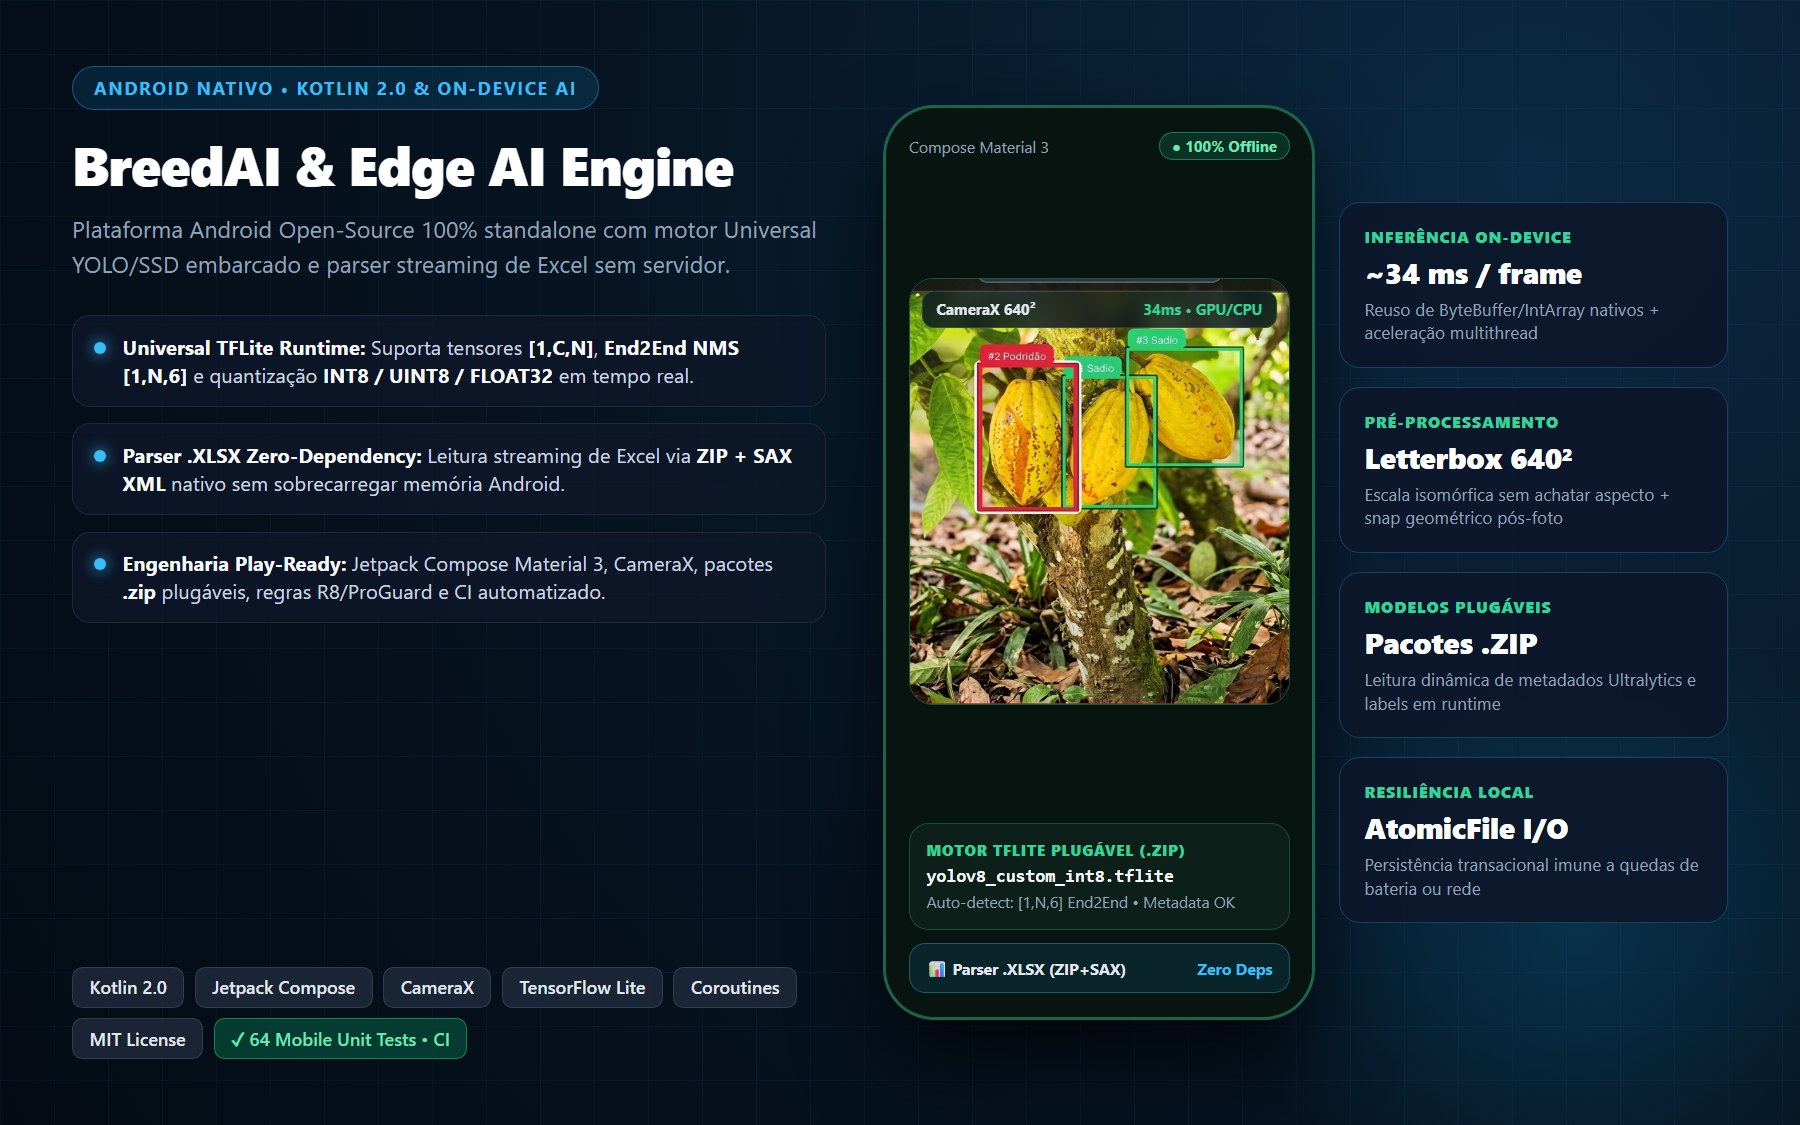 ANDROID NATIVO • KOTLIN 2.0 & ON-DEVICE AI
BreedAI & Edge AI Engine
Plataforma Android Open-Source 100% standalone com motor Universal
YOLO/SSD embarcado e parser streaming de Excel sem servidor.
Universal TFLite Runtime: Suporta tensores [1,C,N], End2End NMS
[1,N,6] e quantização INT8 / UINT8 / FLOAT32 em tempo real.
Parser .XLSX Zero-Dependency: Leitura streaming de Excel via ZIP + SAX
XML nativo sem sobrecarregar memória Android.
Engenharia Play-Ready: Jetpack Compose Material 3, CameraX, pacotes
.zip plugáveis, regras R8/ProGuard e CI automatizado.
Kotlin 2.0
Jetpack Compose
CameraX
TensorFlow Lite
Coroutines
MIT License
✓ 64 Mobile Unit Tests • CI
Compose Material 3
● 100% Offline
CameraX 640²
34ms • GPU/CPU
#3 Sadio
#2 Podridão
Sadio
MOTOR TFLITE PLUGÁVEL (.ZIP)
yolov8_custom_int8.tflite
Auto-detect: [1,N,6] End2End • Metadata OK
📊 Parser .XLSX (ZIP+SAX)
Zero Deps
INFERÊNCIA ON-DEVICE
~34 ms / frame
Reuso de ByteBuffer/IntArray nativos +
aceleração multithread
PRÉ-PROCESSAMENTO
Letterbox 640²
Escala isomórfica sem achatar aspecto +
snap geométrico pós-foto
MODELOS PLUGÁVEIS
Pacotes .ZIP
Leitura dinâmica de metadados Ultralytics e
labels em runtime
RESILIÊNCIA LOCAL
AtomicFile I/O
Persistência transacional imune a quedas de
bateria ou rede